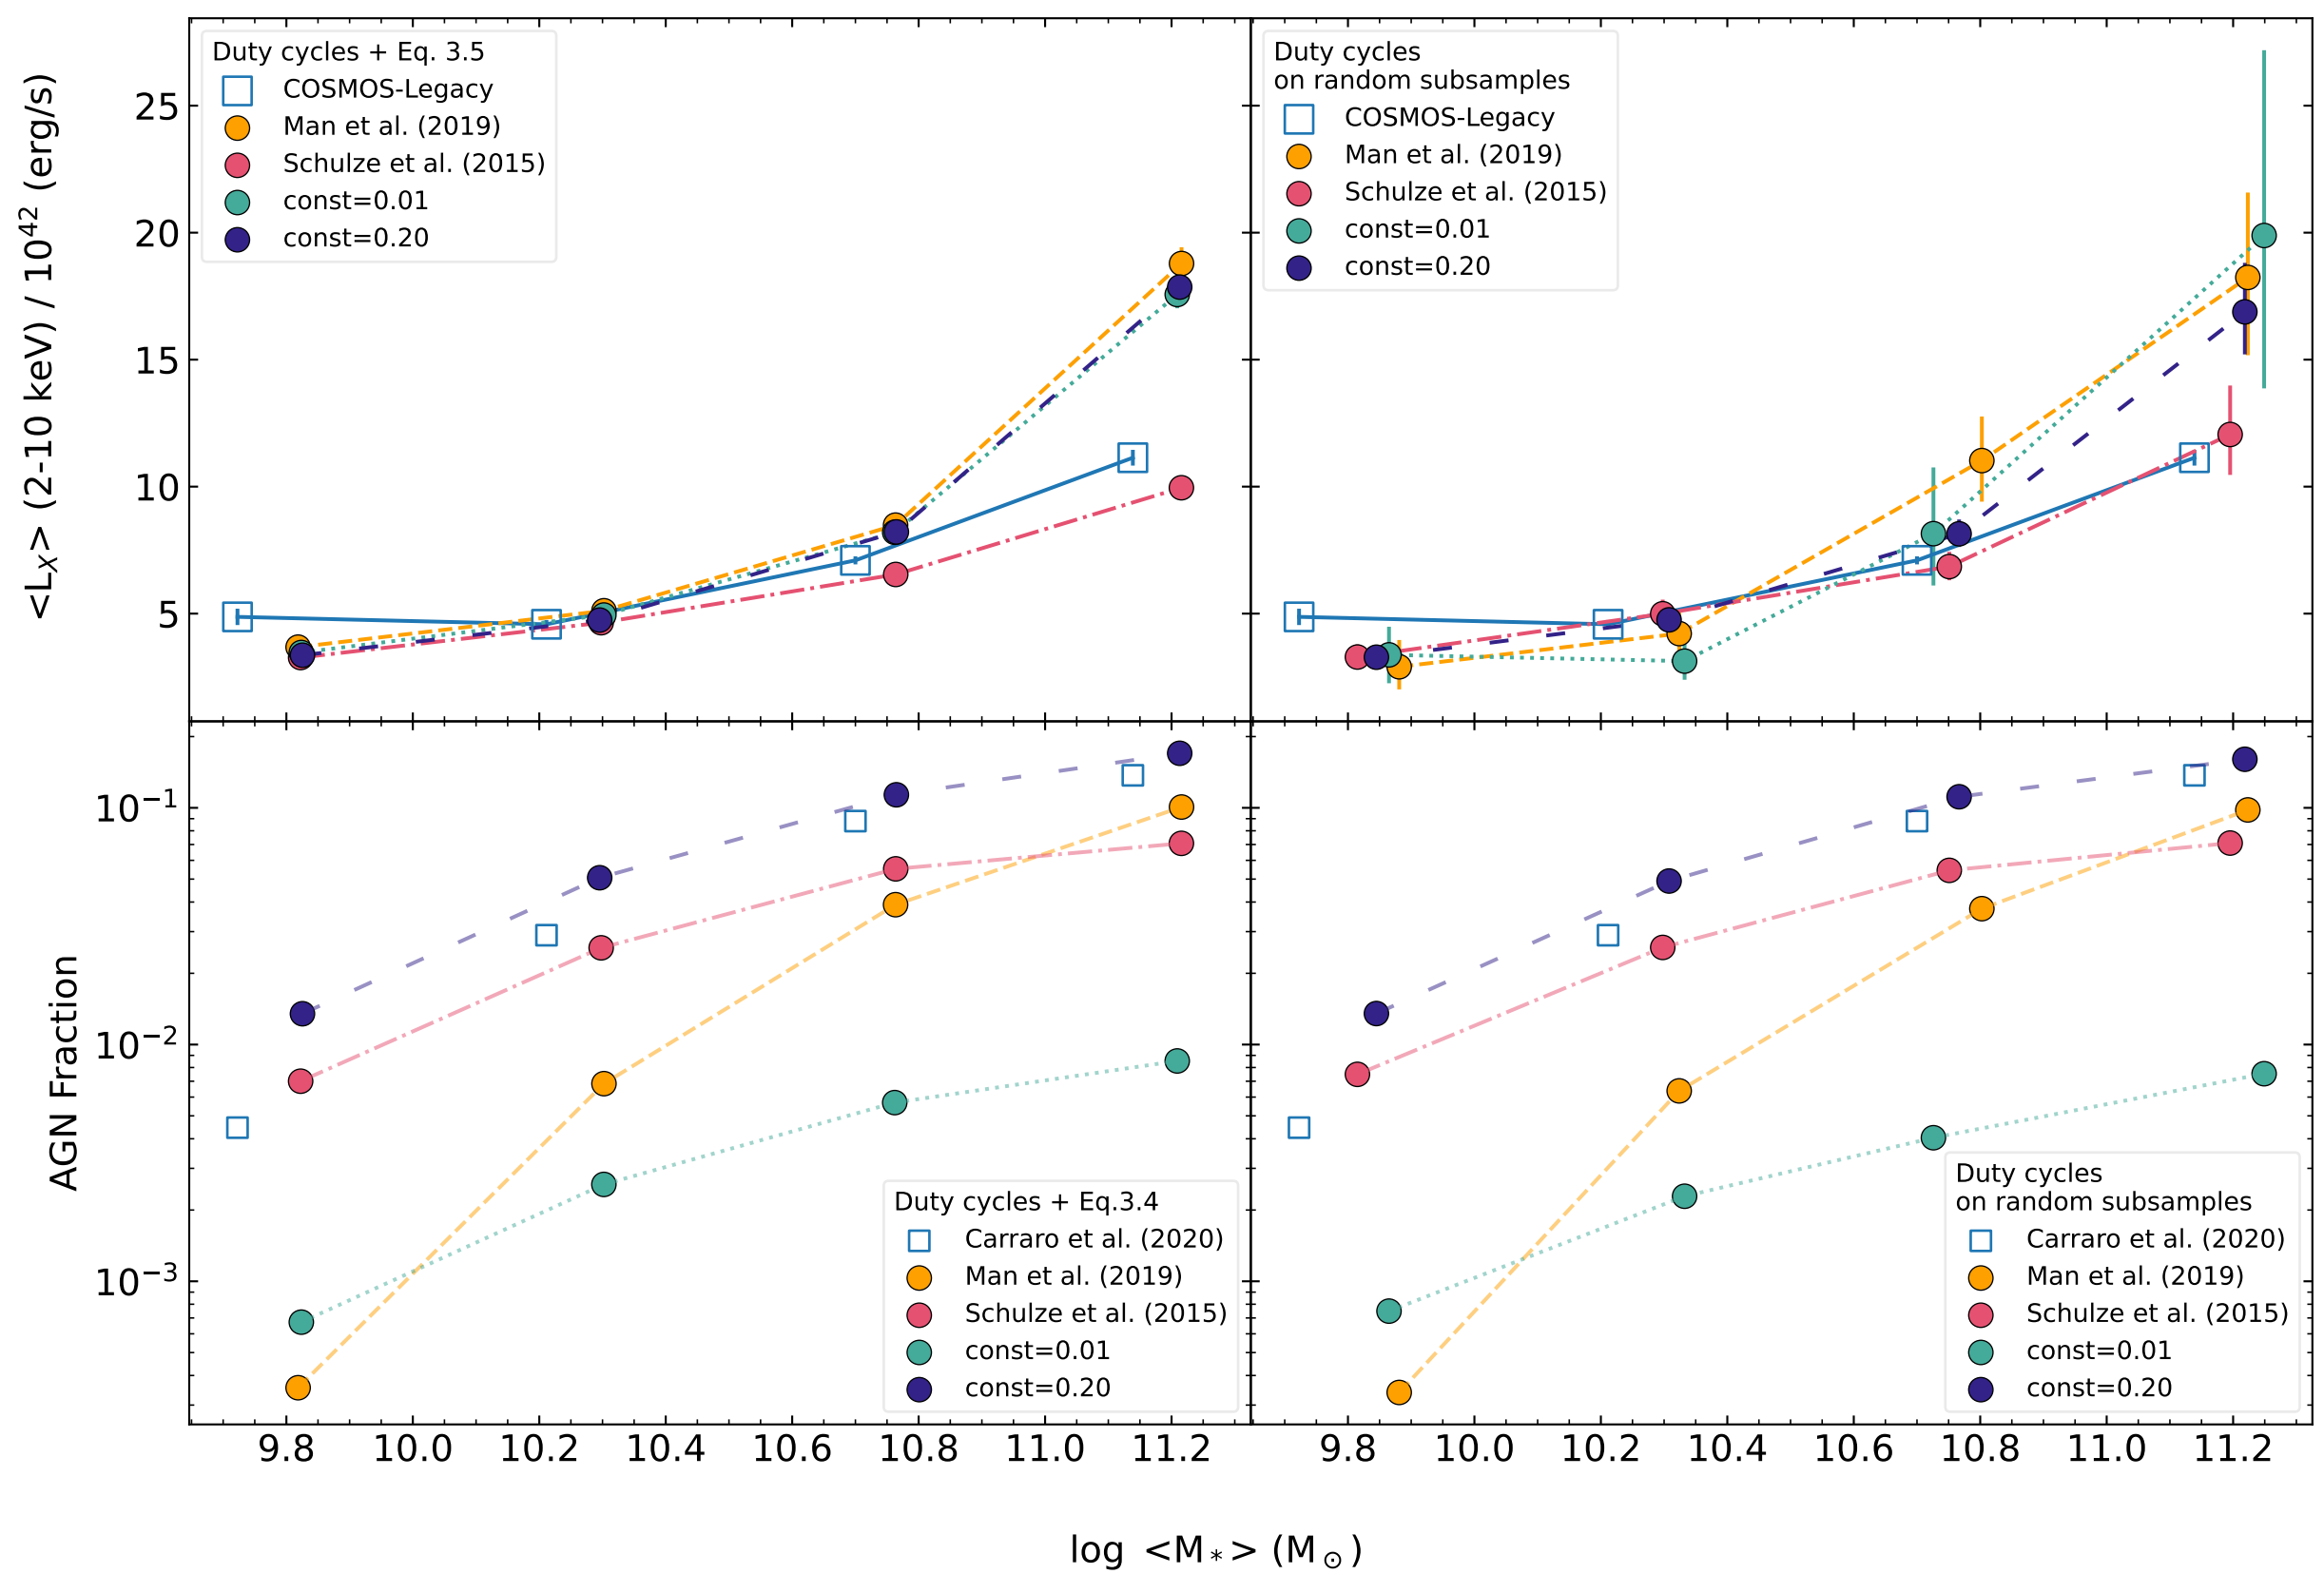 <L_X> (2-10 keV) / 10^42 (erg/s)
25
20
15
10
5
Duty cycles + Eq. 3.5
COSMOS-Legacy
Man et al. (2019)
Schulze et al. (2015)
const=0.01
const=0.20
Duty cycles
on random subsamples
COSMOS-Legacy
Man et al. (2019)
Schulze et al. (2015)
const=0.01
const=0.20
AGN Fraction
10^−1
10^−2
10^−3
Duty cycles + Eq.3.4
Carraro et al. (2020)
Man et al. (2019)
Schulze et al. (2015)
const=0.01
const=0.20
Duty cycles
on random subsamples
Carraro et al. (2020)
Man et al. (2019)
Schulze et al. (2015)
const=0.01
const=0.20
9.8 10.0 10.2 10.4 10.6 10.8 11.0 11.2
9.8 10.0 10.2 10.4 10.6 10.8 11.0 11.2
log <M_*> (M_⊙)